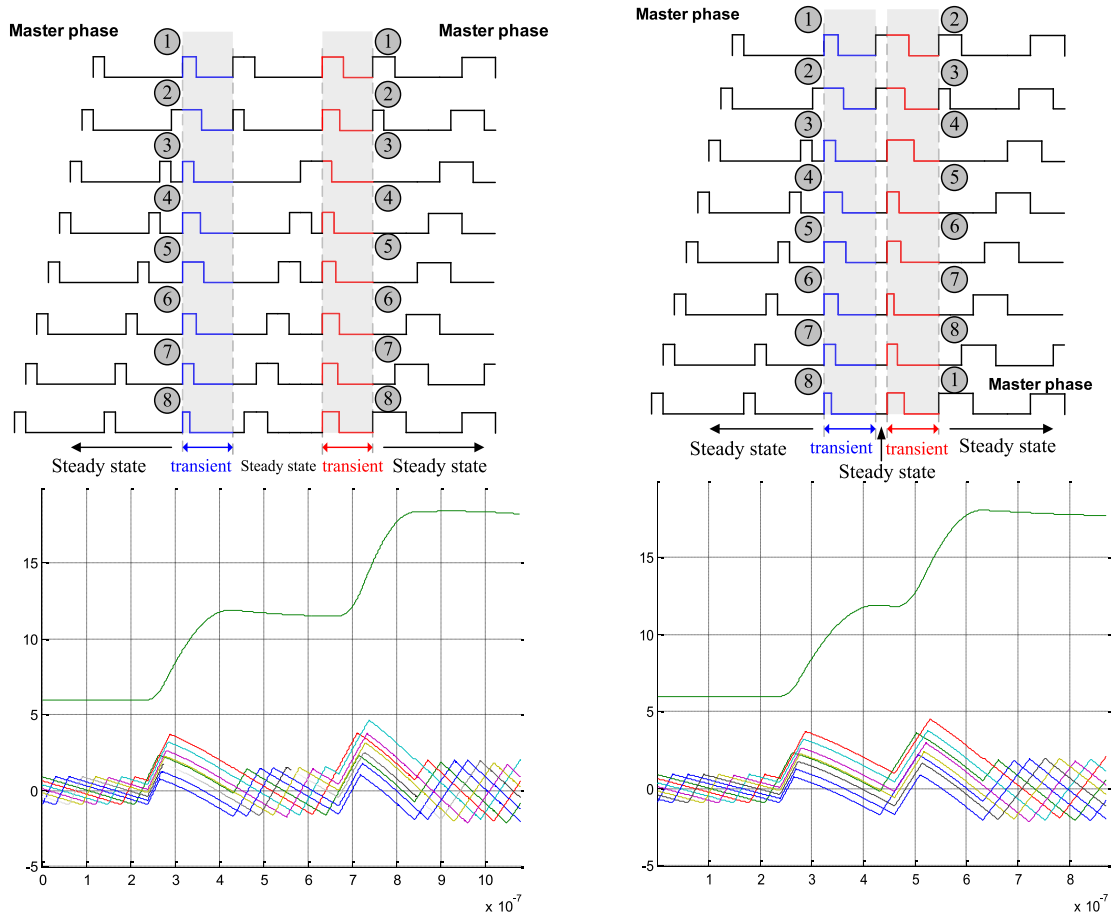 Master phase
Master phase
1 1
2 2
3 3
4 4
5 5
6 6
7 7
8 8
Steady state
transient
Steady state
transient
Steady state
15
10
5
0
-5
0 1 2 3 4 5 6 7 8 9 10
x 10-7
Master phase
1 2
2 3
3 4
4 5
5 6
6 7
7 8
8 1
Master phase
Steady state
transient
transient
Steady state
Steady state
15
10
5
0
-5
1 2 3 4 5 6 7 8
x 10-7